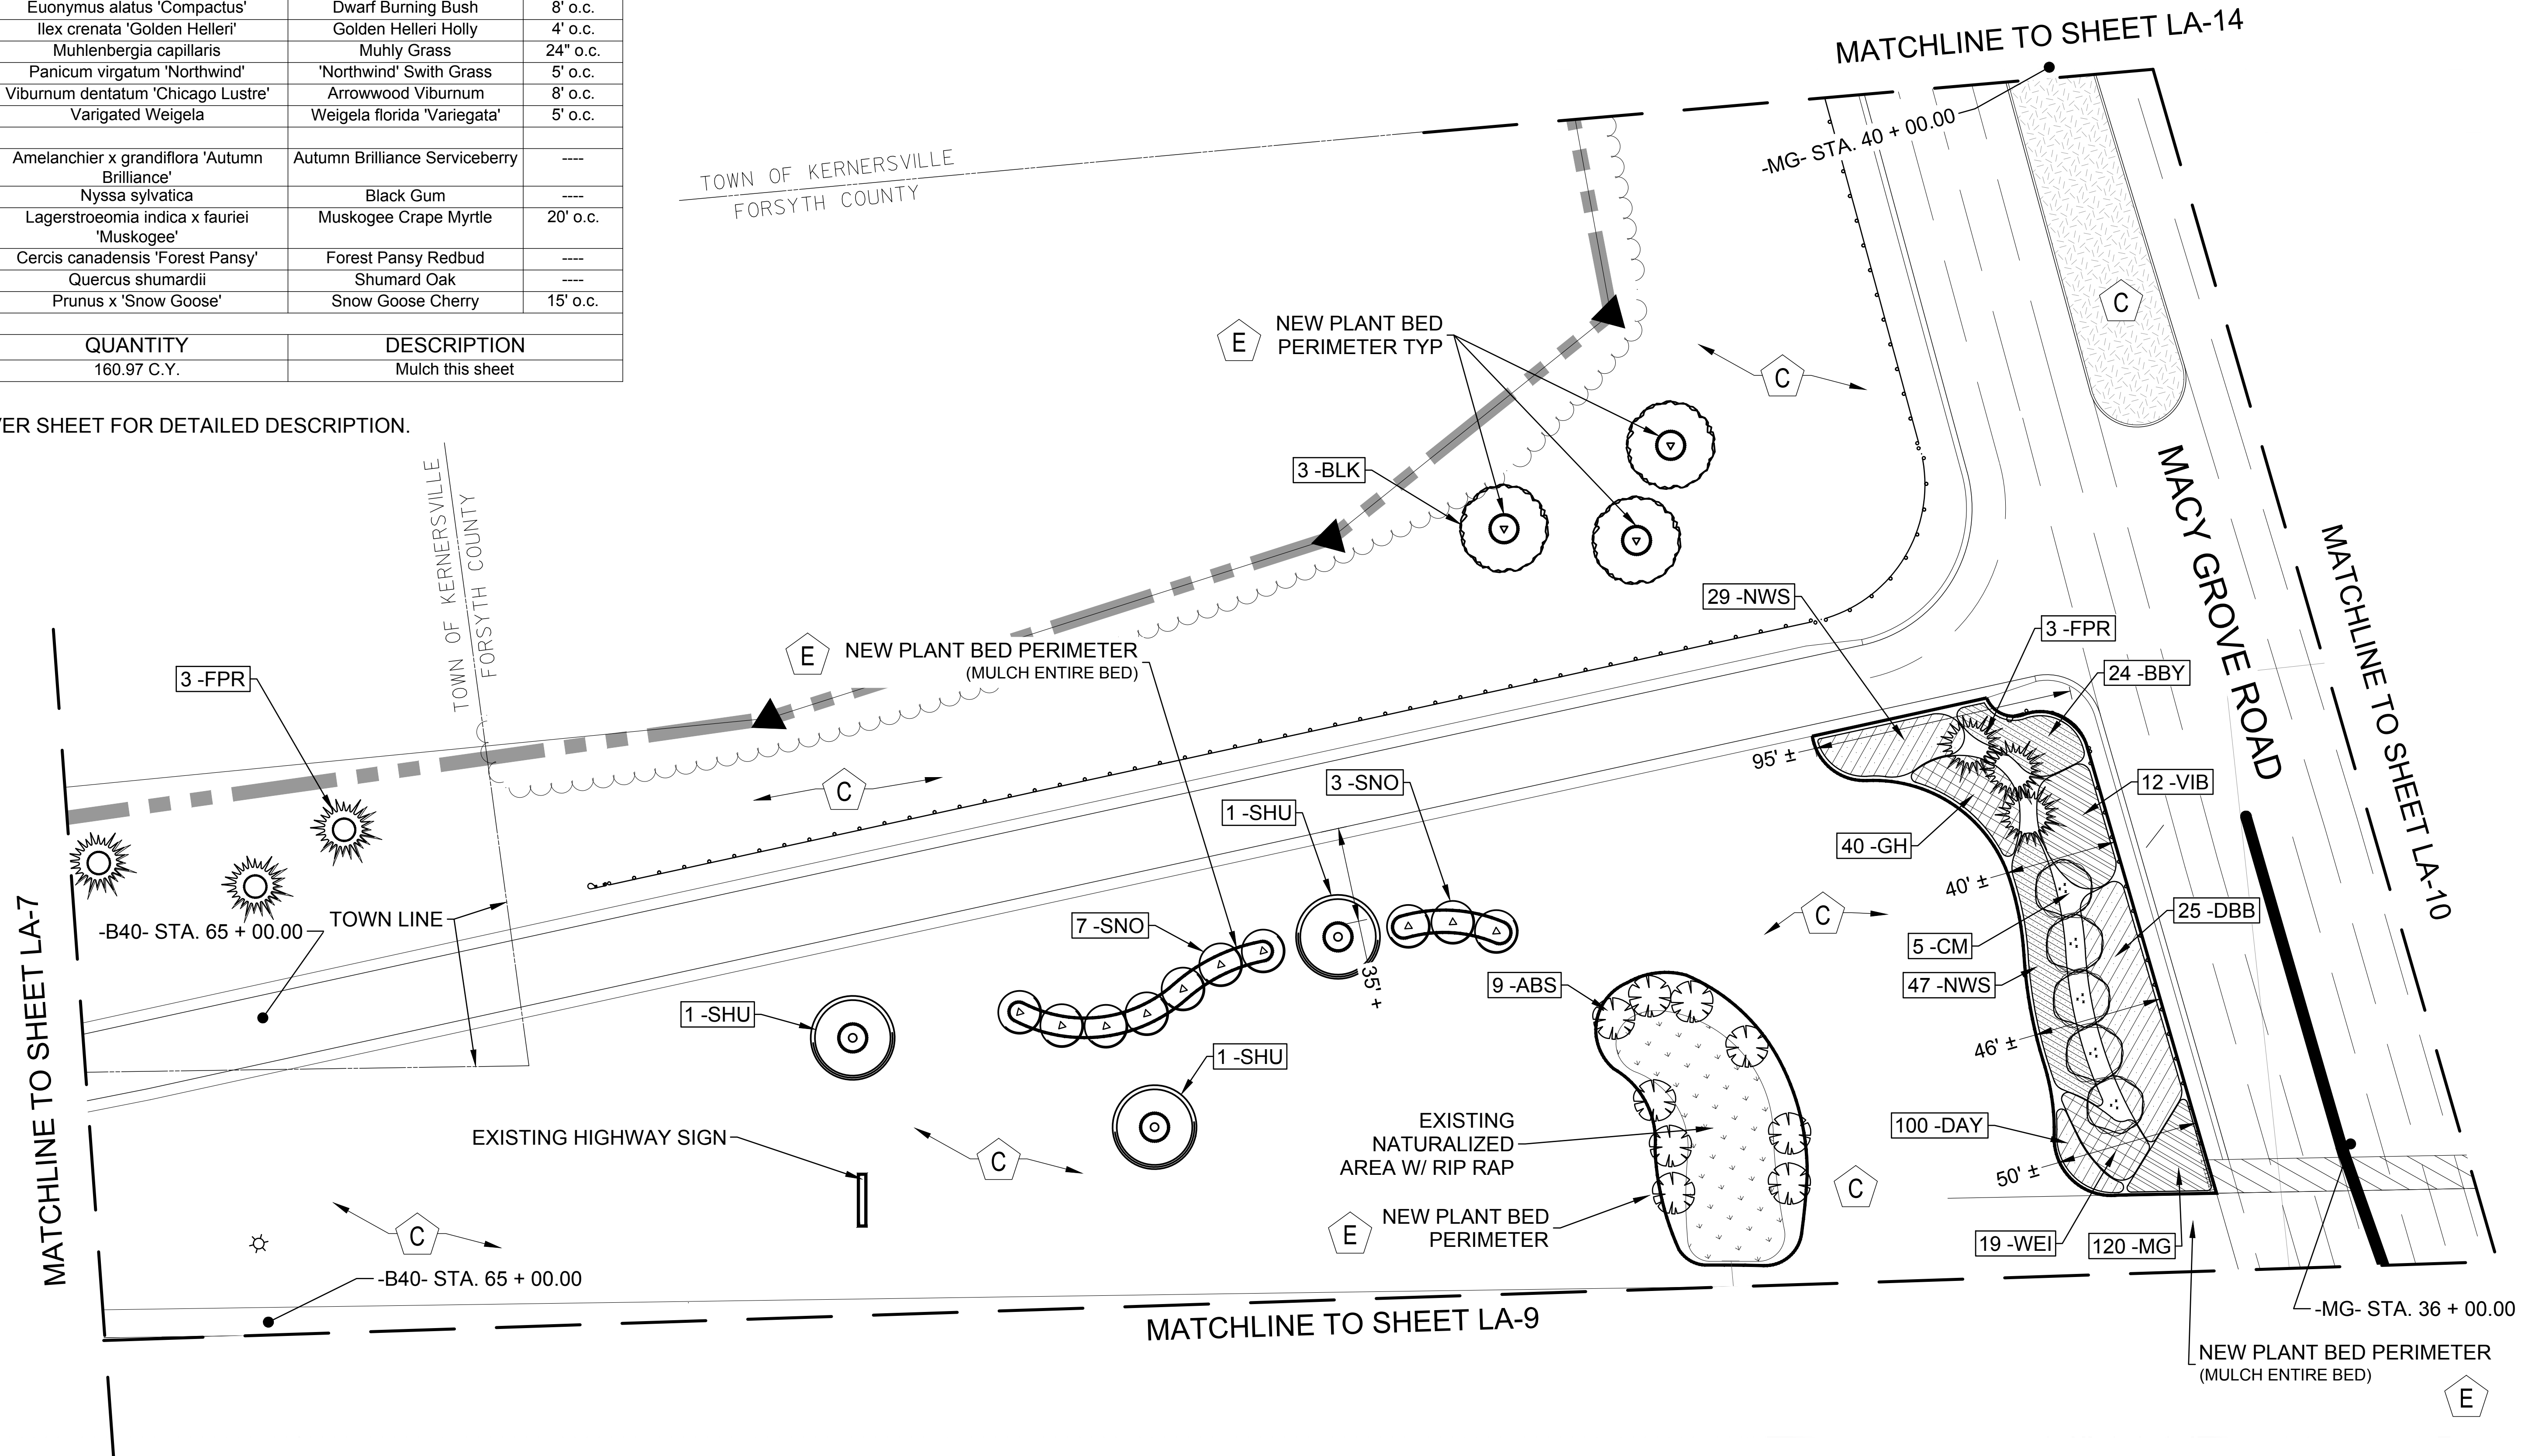 Euonymus alatus 'Compactus' Dwarf Burning Bush 8' o.c.
Ilex crenata 'Golden Helleri' Golden Helleri Holly 4' o.c.
Muhlenbergia capillaris Muhly Grass 24" o.c.
Panicum virgatum 'Northwind' 'Northwind' Swith Grass 5' o.c.
Viburnum dentatum 'Chicago Lustre' Arrowwood Viburnum 8' o.c.
Varigated Weigela Weigela florida 'Variegata' 5' o.c.
Amelanchier x grandiflora 'Autumn Brilliance' Autumn Brilliance Serviceberry ----
Nyssa sylvatica Black Gum ----
Lagerstroeomia indica x fauriei 'Muskogee' Muskogee Crape Myrtle 20' o.c.
Cercis canadensis 'Forest Pansy' Forest Pansy Redbud ----
Quercus shumardii Shumard Oak ----
Prunus x 'Snow Goose' Snow Goose Cherry 15' o.c.
QUANTITY DESCRIPTION
160.97 C.Y. Mulch this sheet
VER SHEET FOR DETAILED DESCRIPTION.
MATCHLINE TO SHEET LA-14
-MG- STA. 40 + 00.00
TOWN OF KERNERSVILLE
FORSYTH COUNTY
C
E
NEW PLANT BED
PERIMETER TYP
C
3 -BLK
MACY GROVE ROAD
MATCHLINE TO SHEET LA-10
TOWN OF KERNERSVILLE
FORSYTH COUNTY
29 -NWS
3 -FPR
24 -BBY
E
NEW PLANT BED PERIMETER
(MULCH ENTIRE BED)
3 -FPR
95' ±
12 -VIB
C
3 -SNO
1 -SHU
40 -GH
40' ±
25 -DBB
C
TOWN LINE
-B40- STA. 65 + 00.00
7 -SNO
5 -CM
35' +
9 -ABS
47 -NWS
1 -SHU
46' ±
1 -SHU
MATCHLINE TO SHEET LA-7
EXISTING HIGHWAY SIGN
EXISTING
NATURALIZED
AREA W/ RIP RAP
100 -DAY
C
50' ±
C
E
NEW PLANT BED
PERIMETER
C
19 -WEI
120 -MG
-B40- STA. 65 + 00.00
MATCHLINE TO SHEET LA-9
-MG- STA. 36 + 00.00
NEW PLANT BED PERIMETER
(MULCH ENTIRE BED)
E